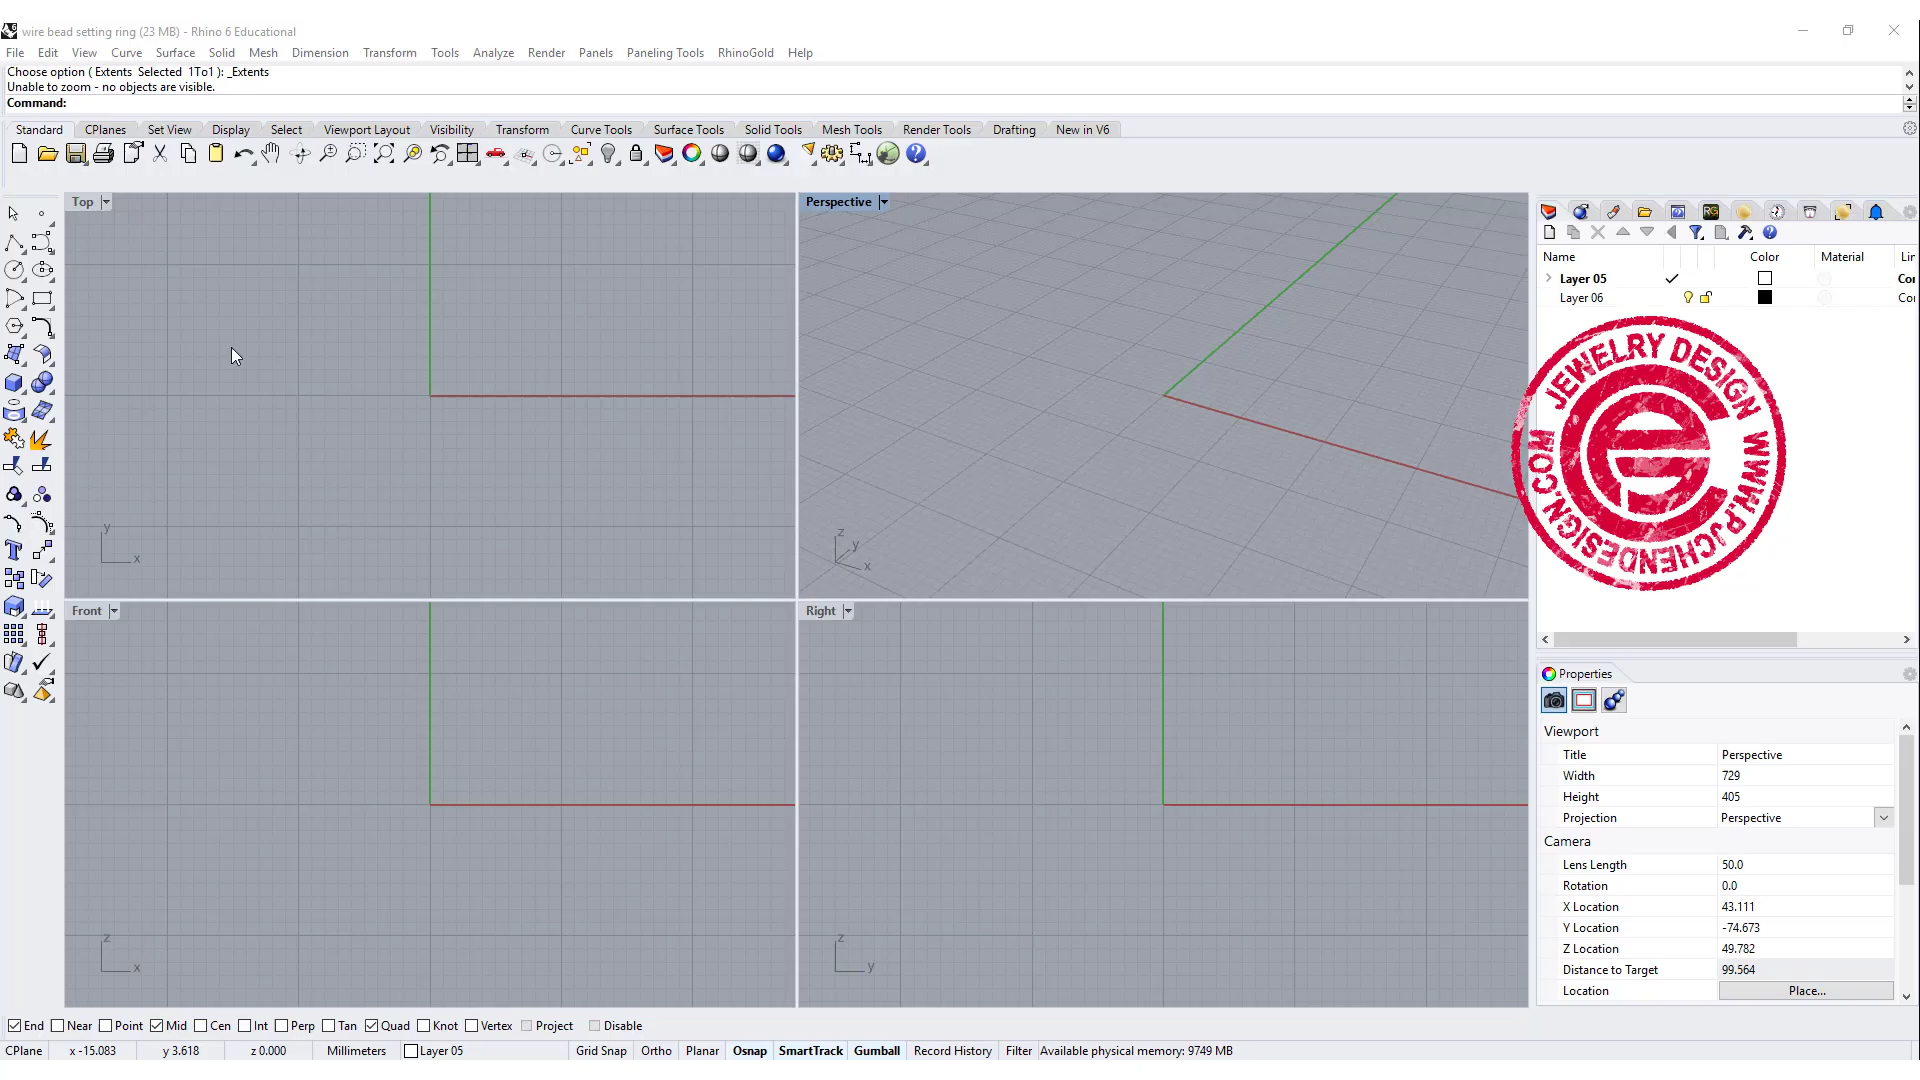 wire bead setting ring (23 MB) - Rhino 6 Educational
File Edit View Curve Surface Solid Mesh Dimension Transform Tools Analyze Render Panels Paneling Tools RhinoGold Help
Choose option ( Extents Selected 1To1 ): _Extents
Unable to zoom - no objects are visible.
Command:
Standard CPlanes Set View Display Select Viewport Layout Visibility Transform Curve Tools Surface Tools Solid Tools Mesh Tools Render Tools Drafting New in V6
Top
Perspective
RG
Name Color Material Lin
Layer 05 Co
Layer 06 Co
JEWELRY DESIGN WWW.PJCHENDESIGN.COM
y
x
z
y
x
Front
Right
z
x
z
y
Properties
Viewport
Title Perspective
Width 729
Height 405
Projection Perspective
Camera
Lens Length 50.0
Rotation 0.0
X Location 43.111
Y Location -74.673
Z Location 49.782
Distance to Target 99.564
Location Place...
End Near Point Mid Cen Int Perp Tan Quad Knot Vertex Project Disable
CPlane x -15.083 y 3.618 z 0.000 Millimeters Layer 05 Grid Snap Ortho Planar Osnap SmartTrack Gumball Record History Filter Available physical memory: 9749 MB